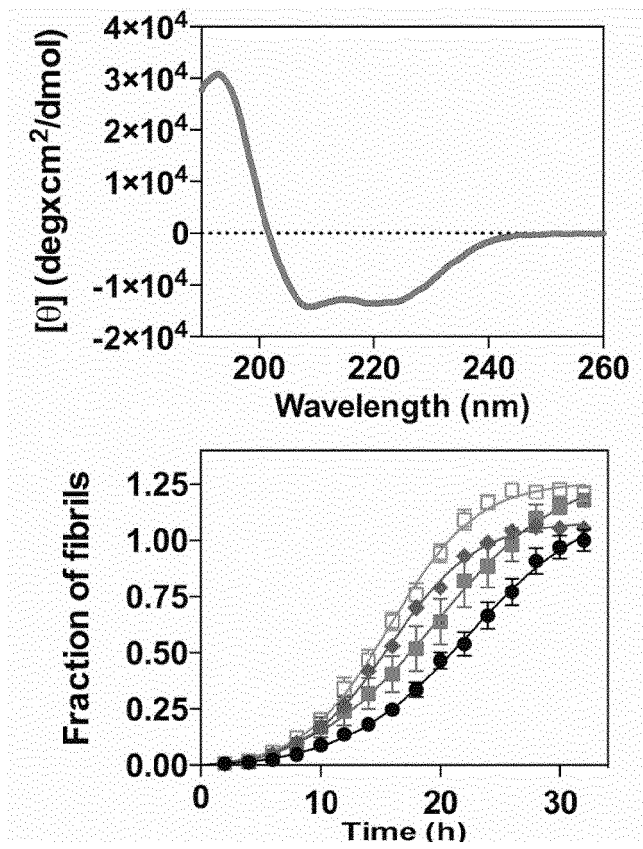 4×10⁴
3×10⁴
2×10⁴
1×10⁴
0
-1×10⁴
-2×10⁴
[θ] (degxcm²/dmol)
200 220 240 260
Wavelength (nm)
1.25
1.00
0.75
0.50
0.25
0.00
Fraction of fibrils
0 10 20 30
Time (h)